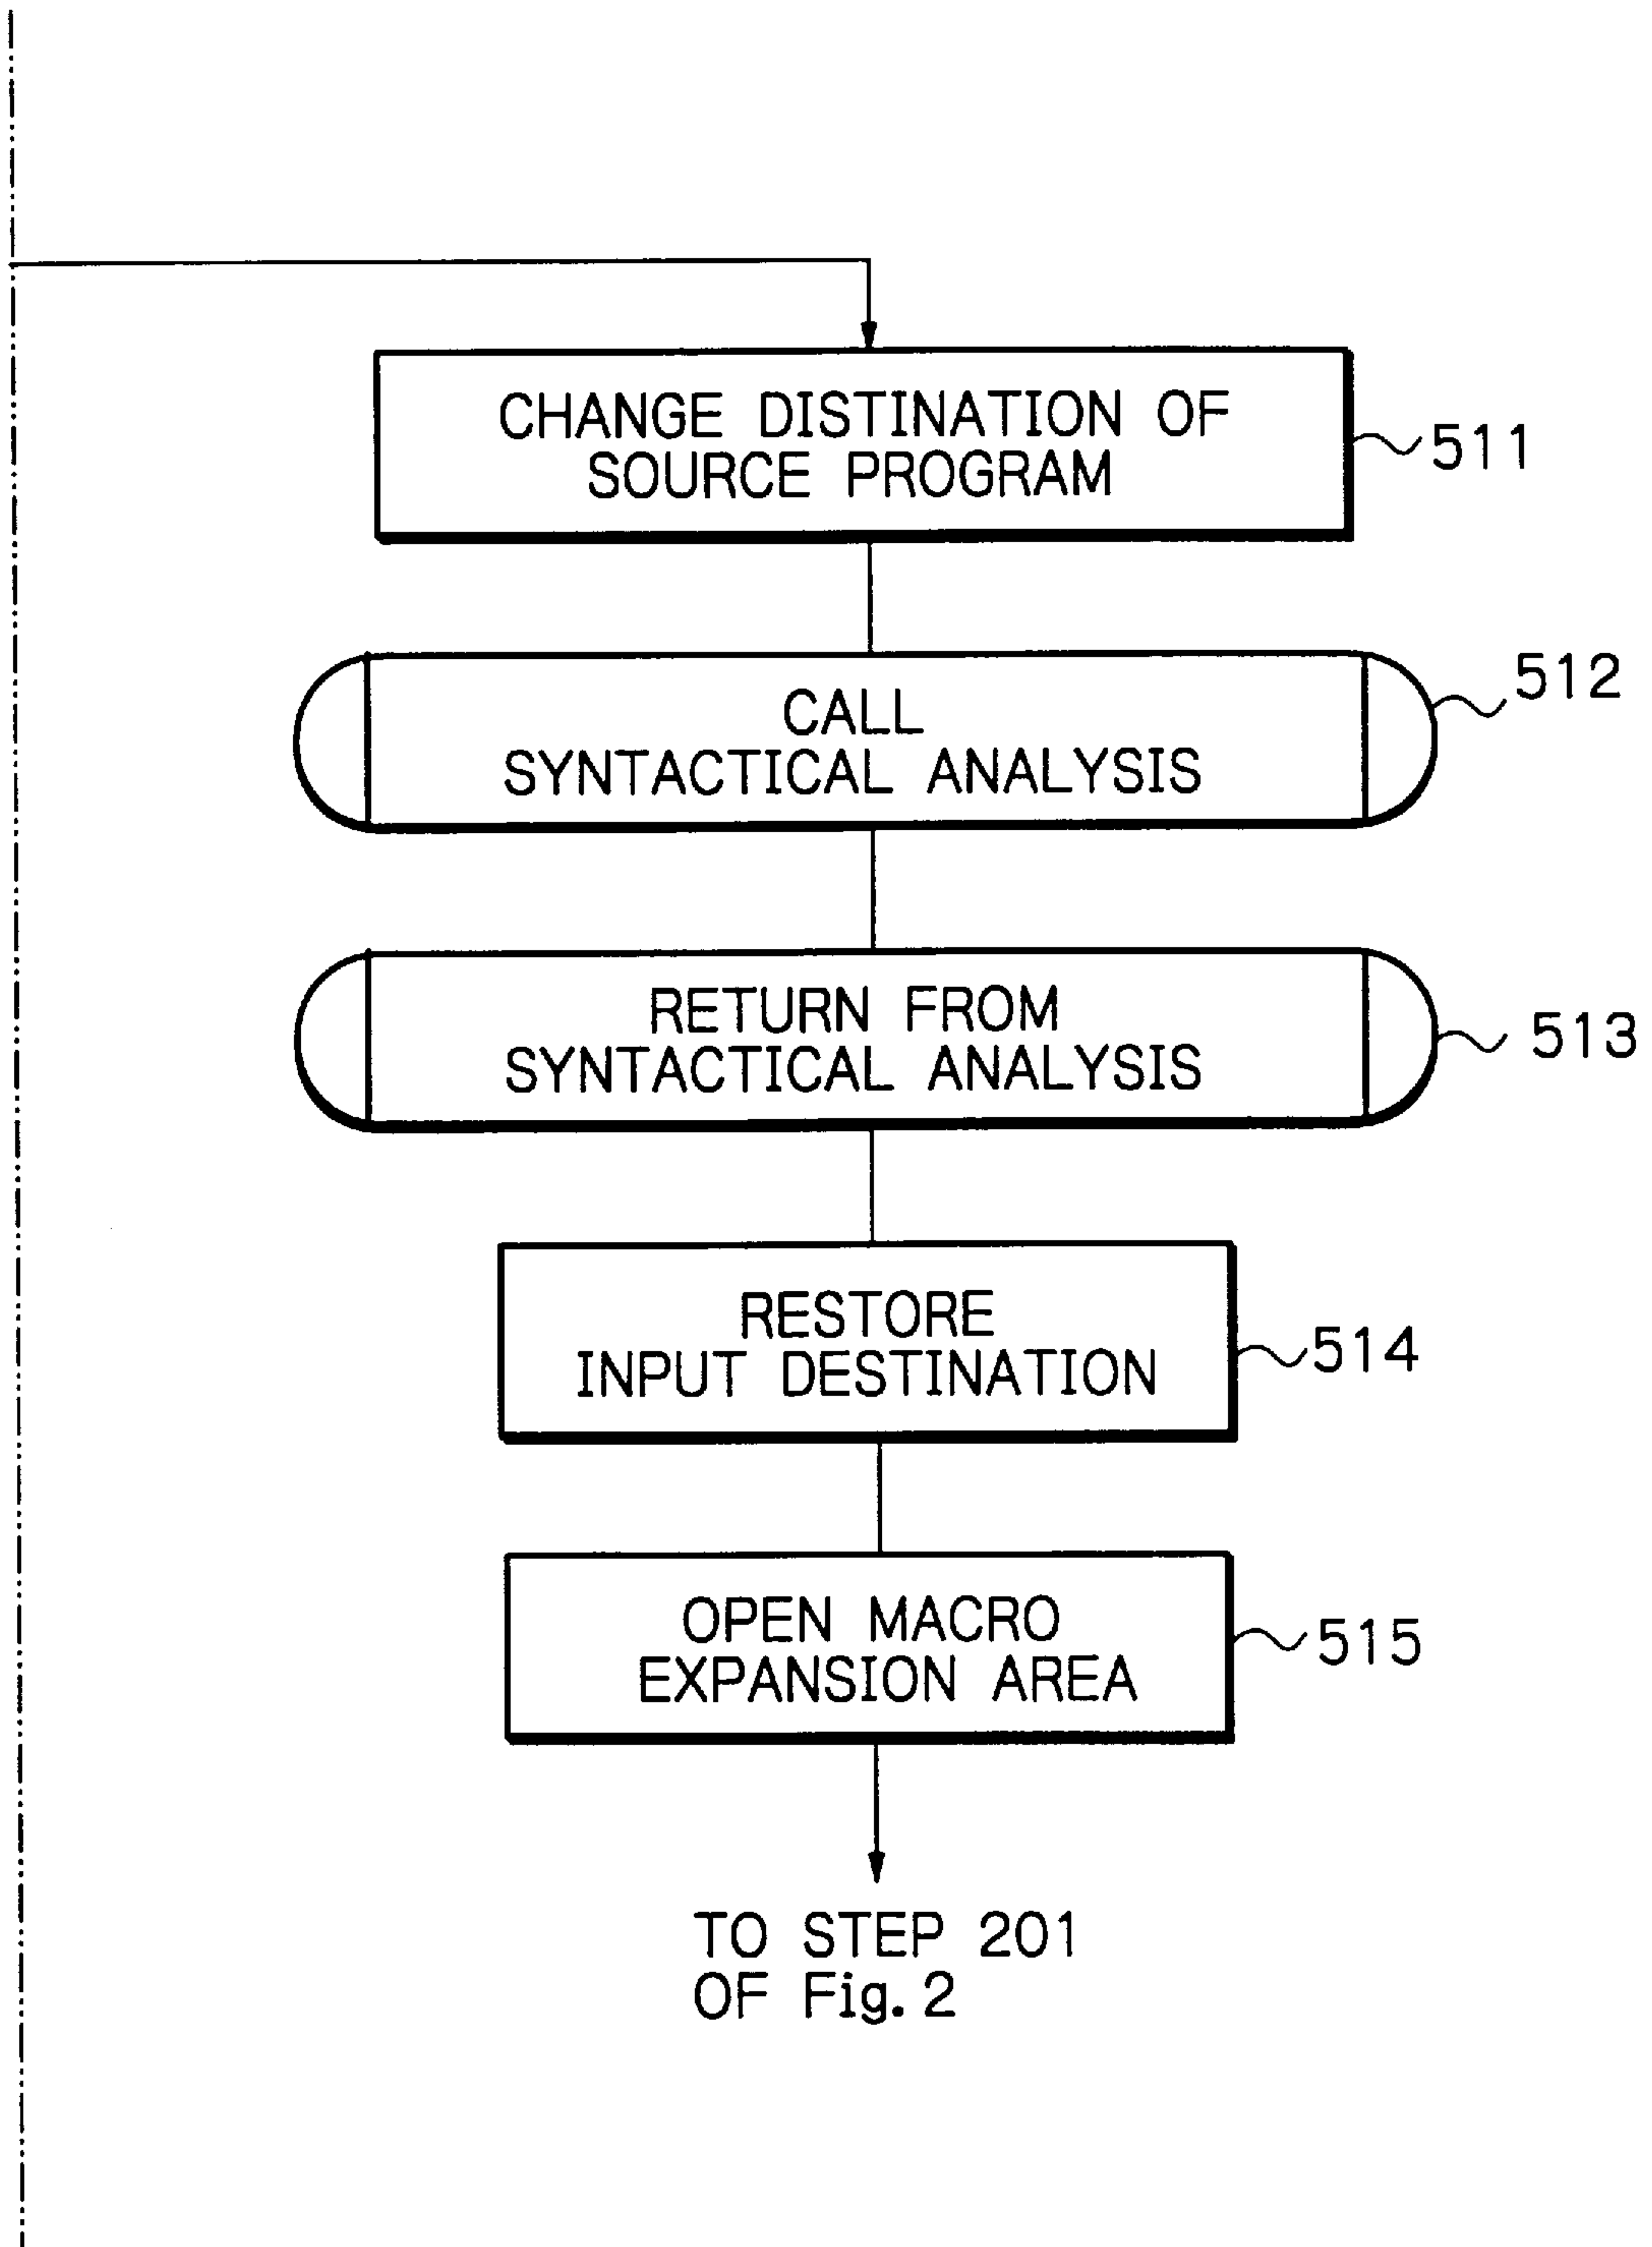 CHANGE DISTINATION OF
SOURCE PROGRAM
511
CALL
SYNTACTICAL ANALYSIS
512
RETURN FROM
SYNTACTICAL ANALYSIS
513
RESTORE
INPUT DESTINATION
514
OPEN MACRO
EXPANSION AREA
515
TO STEP 201
OF Fig. 2